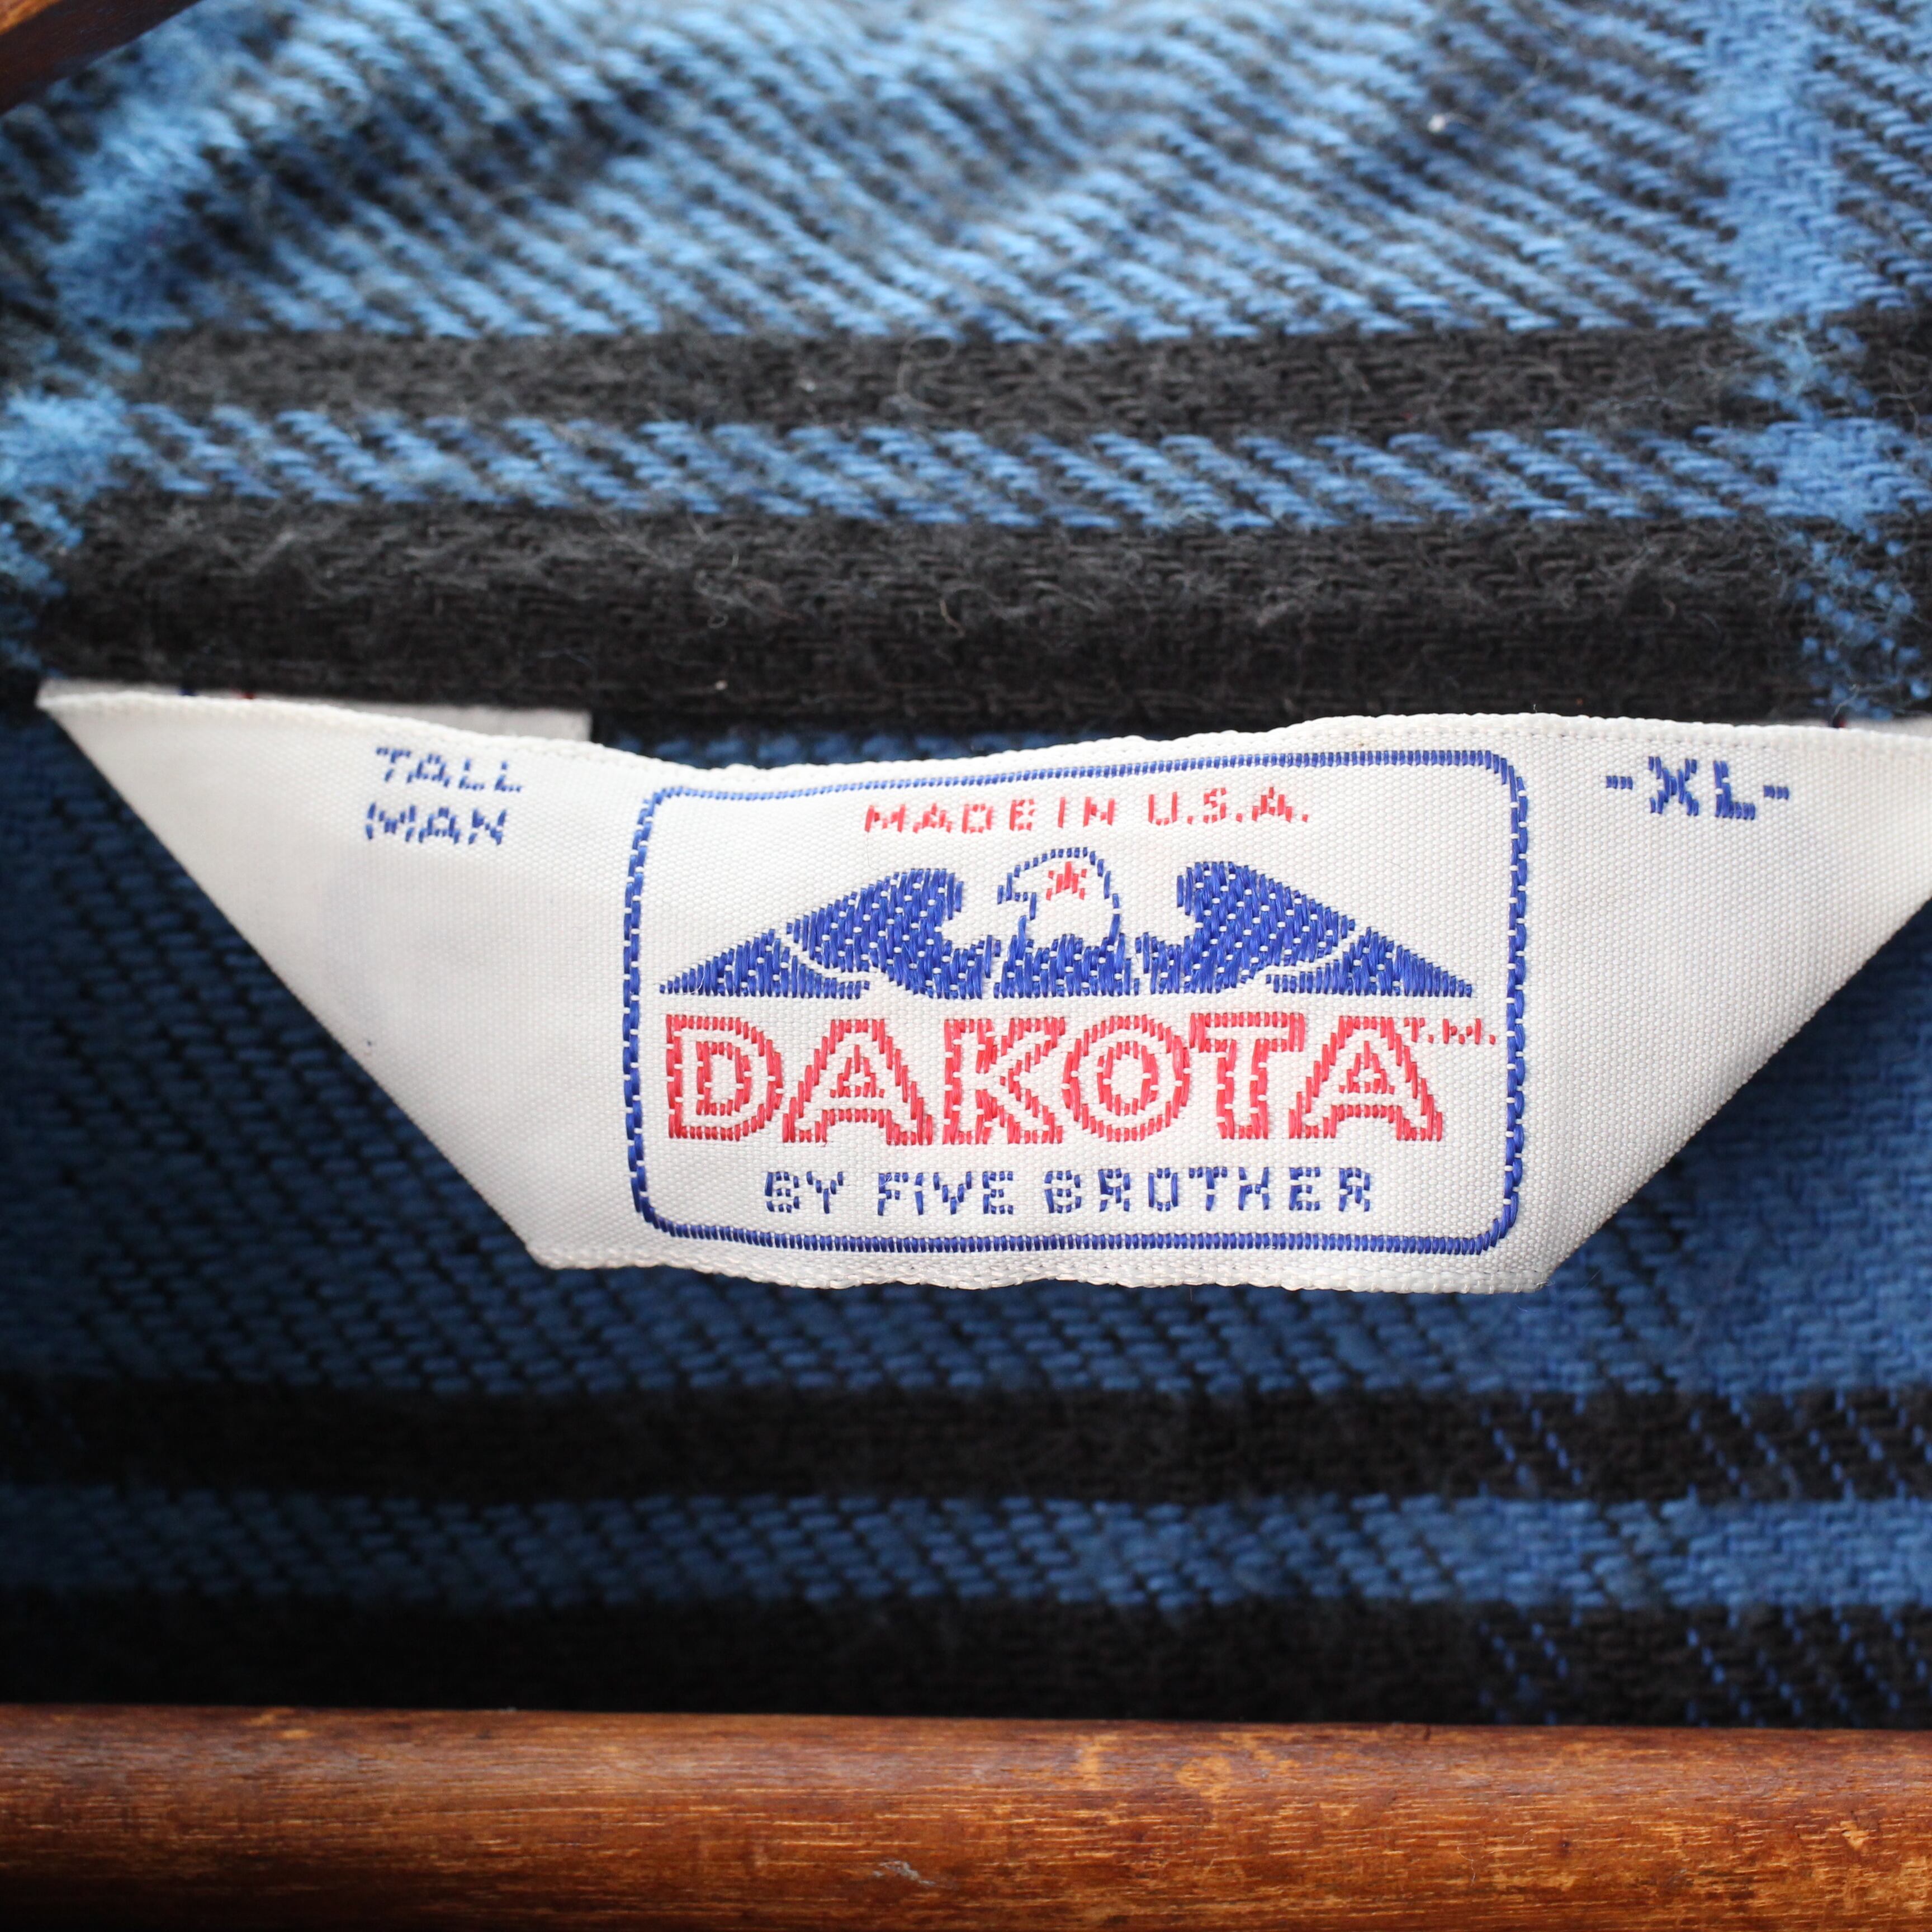 TALL
MAN
MADE IN U.S.A.
DAKOTA T.M.
BY FIVE BROTHER
-XL-